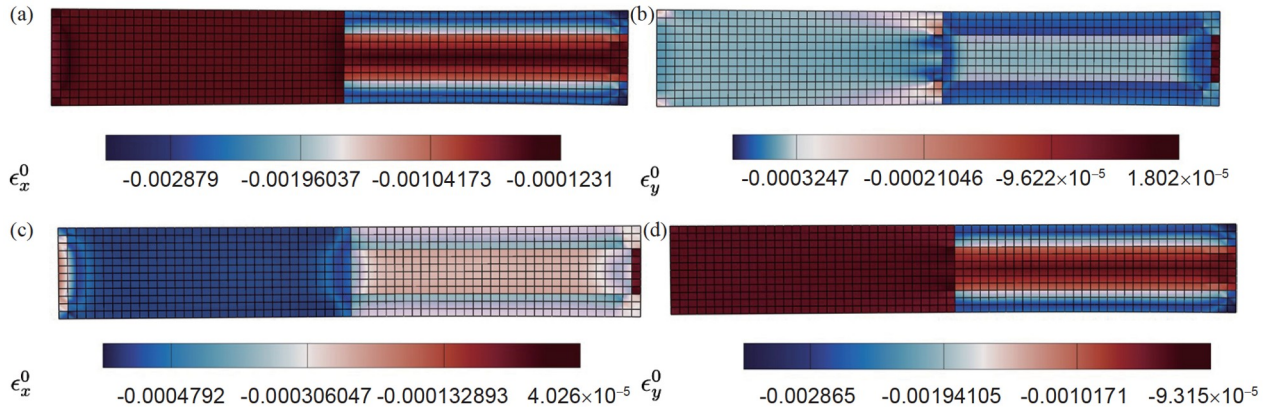 (a)
(b)
ϵ_x^0 -0.002879 -0.00196037 -0.00104173 -0.0001231
ϵ_y^0 -0.0003247 -0.00021046 -9.622×10⁻⁵ 1.802×10⁻⁵
(c)
(d)
ϵ_x^0 -0.0004792 -0.000306047 -0.000132893 4.026×10⁻⁵
ϵ_y^0 -0.002865 -0.00194105 -0.0010171 -9.315×10⁻⁵